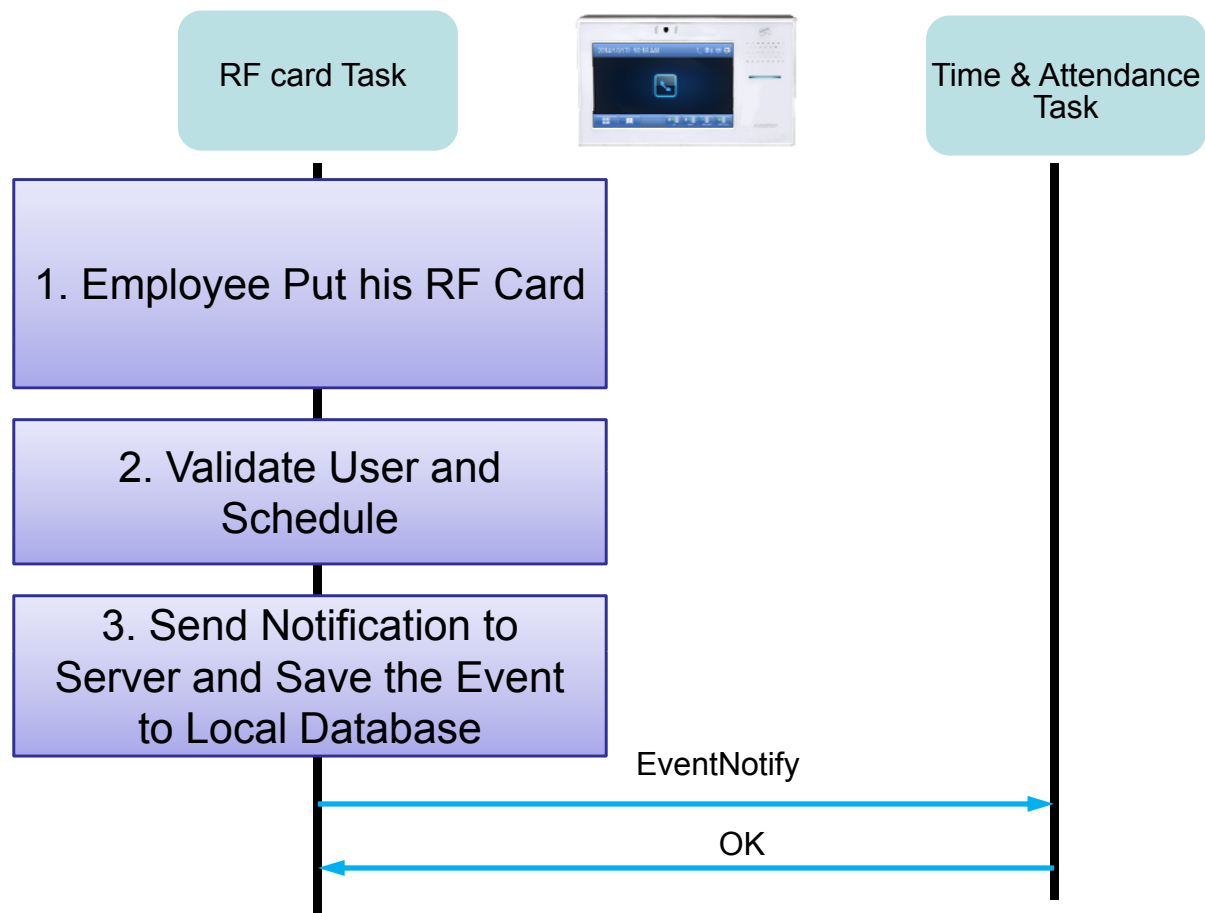 RF card Task
Time & Attendance
Task
1. Employee Put his RF Card
2. Validate User and
Schedule
3. Send Notification to
Server and Save the Event
to Local Database
EventNotify
OK